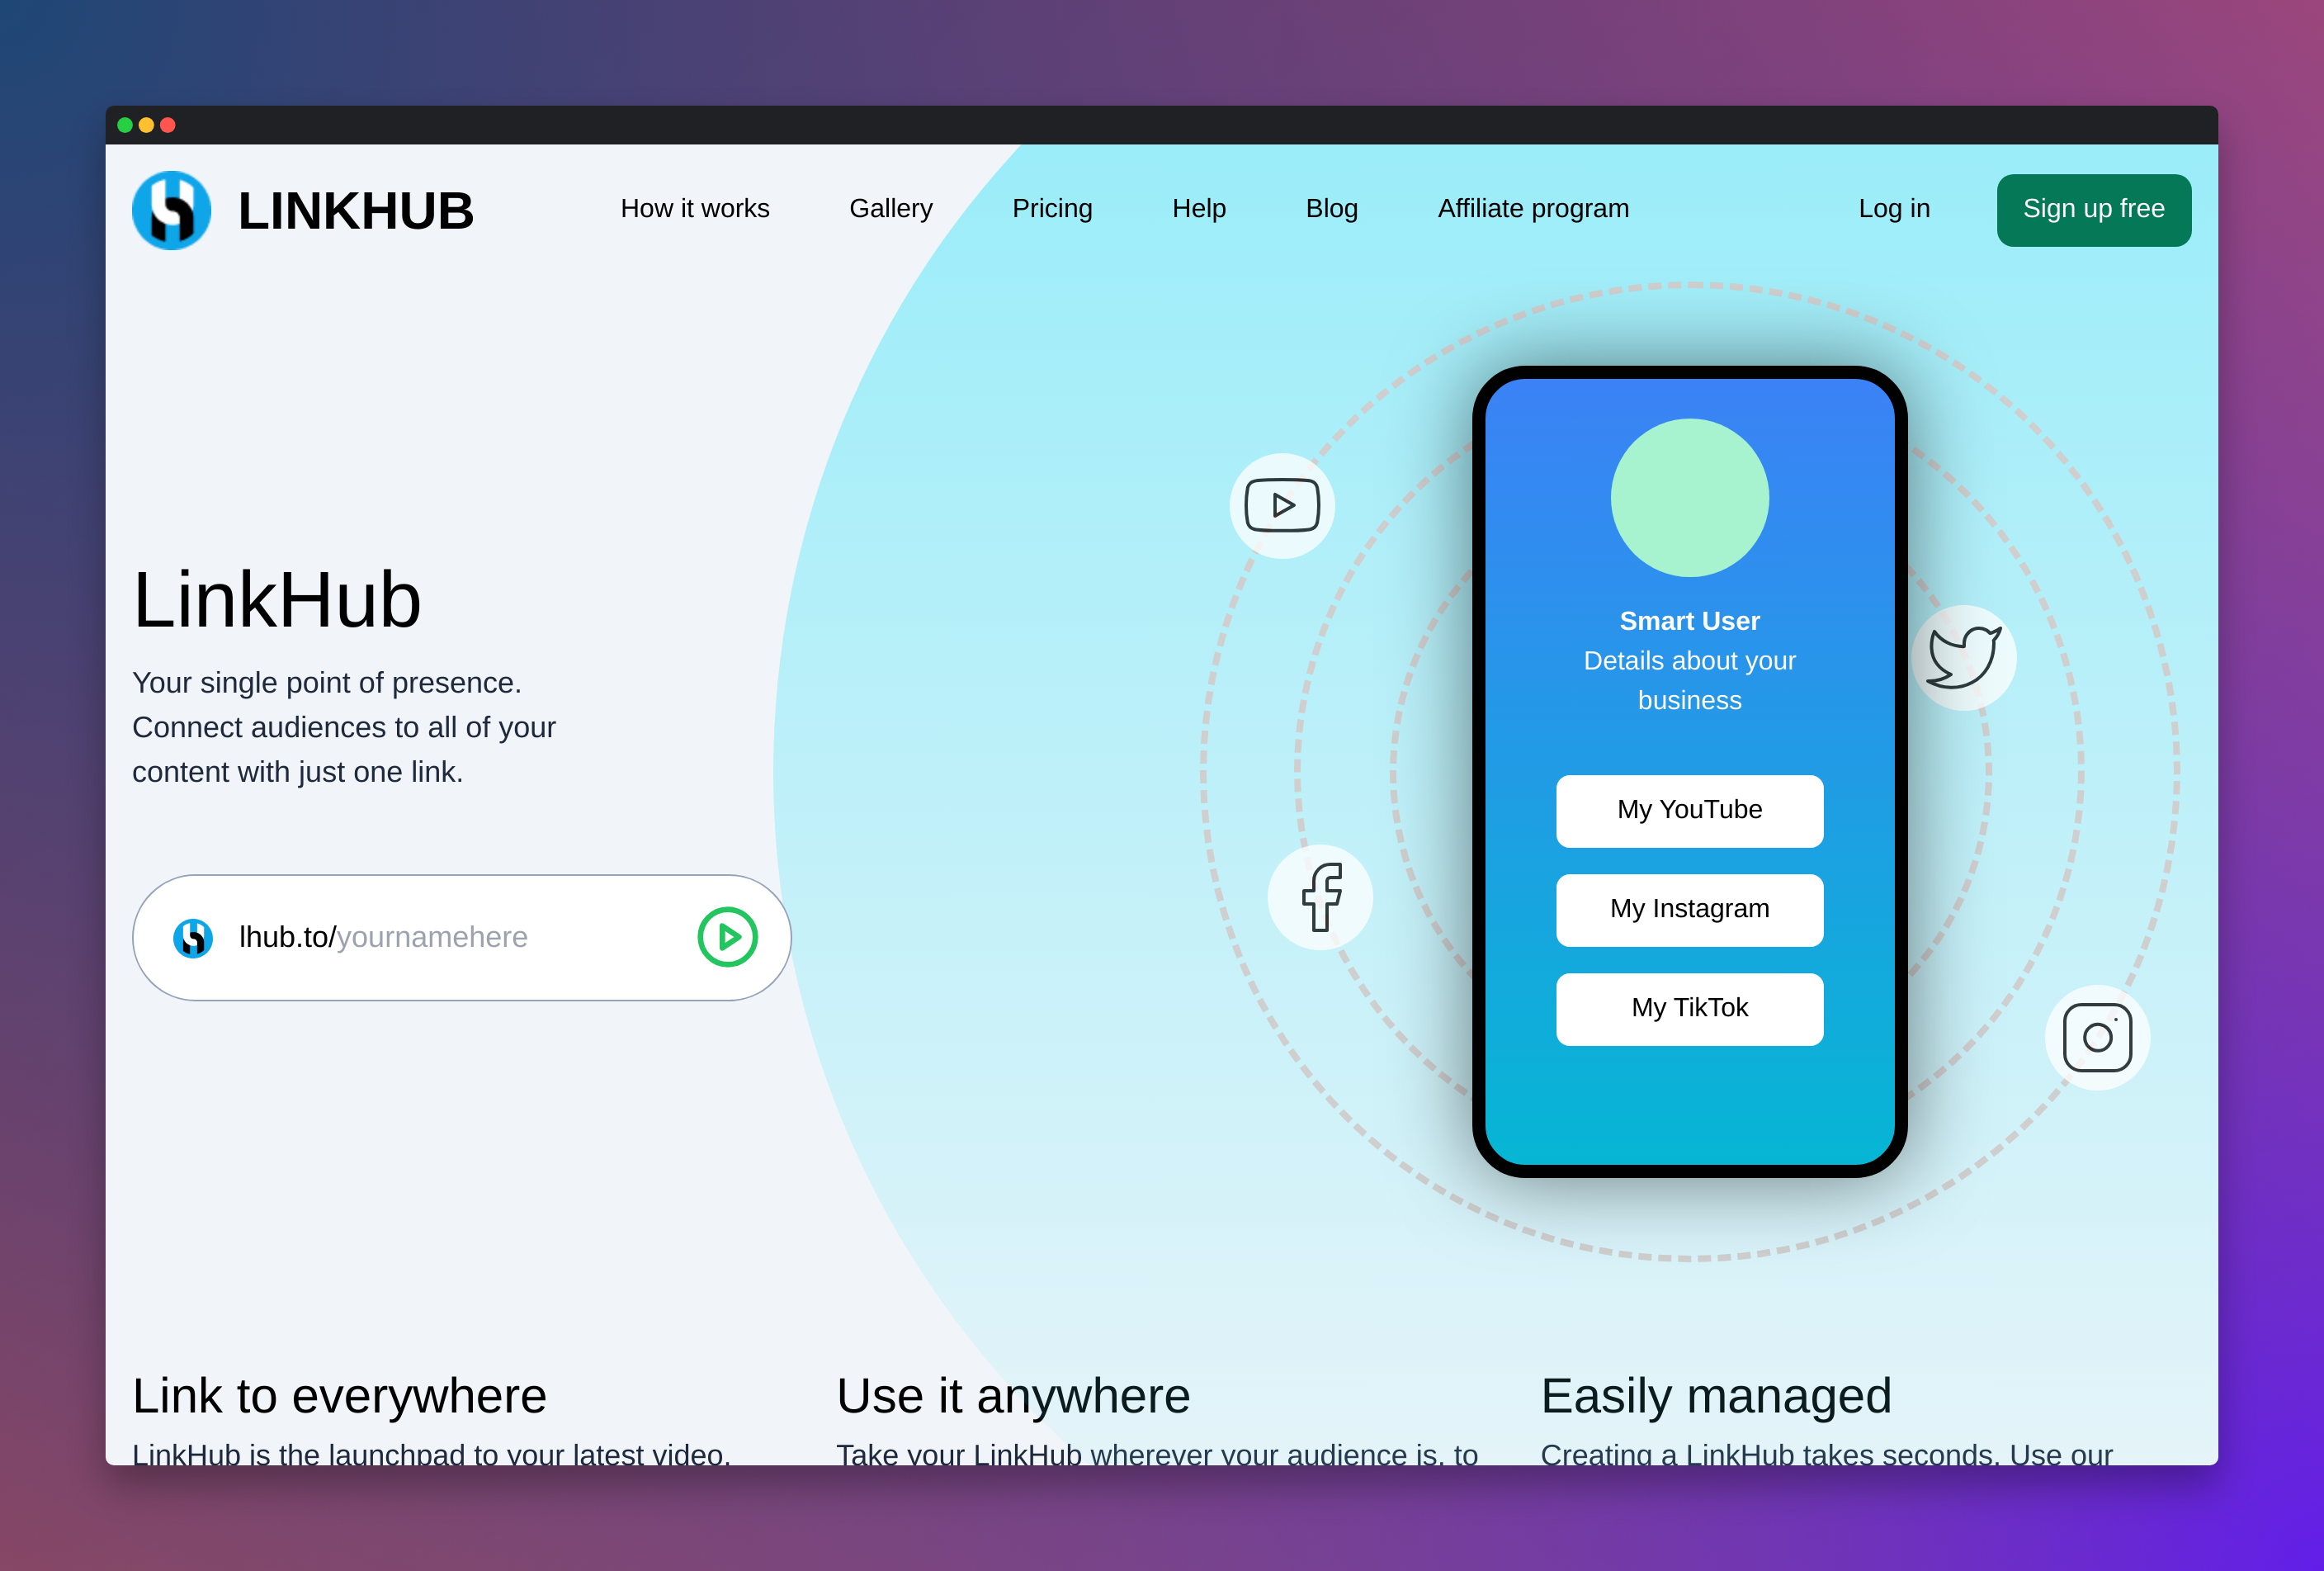 LINKHUB
How it works
Gallery
Pricing
Help
Blog
Affiliate program
Log in
Sign up free
LinkHub
Your single point of presence.
Connect audiences to all of your
content with just one link.
lhub.to/yournamehere
Smart User
Details about your
business
My YouTube
My Instagram
My TikTok
Link to everywhere
LinkHub is the launchpad to your latest video,
Use it anywhere
Take your LinkHub wherever your audience is, to
Easily managed
Creating a LinkHub takes seconds. Use our